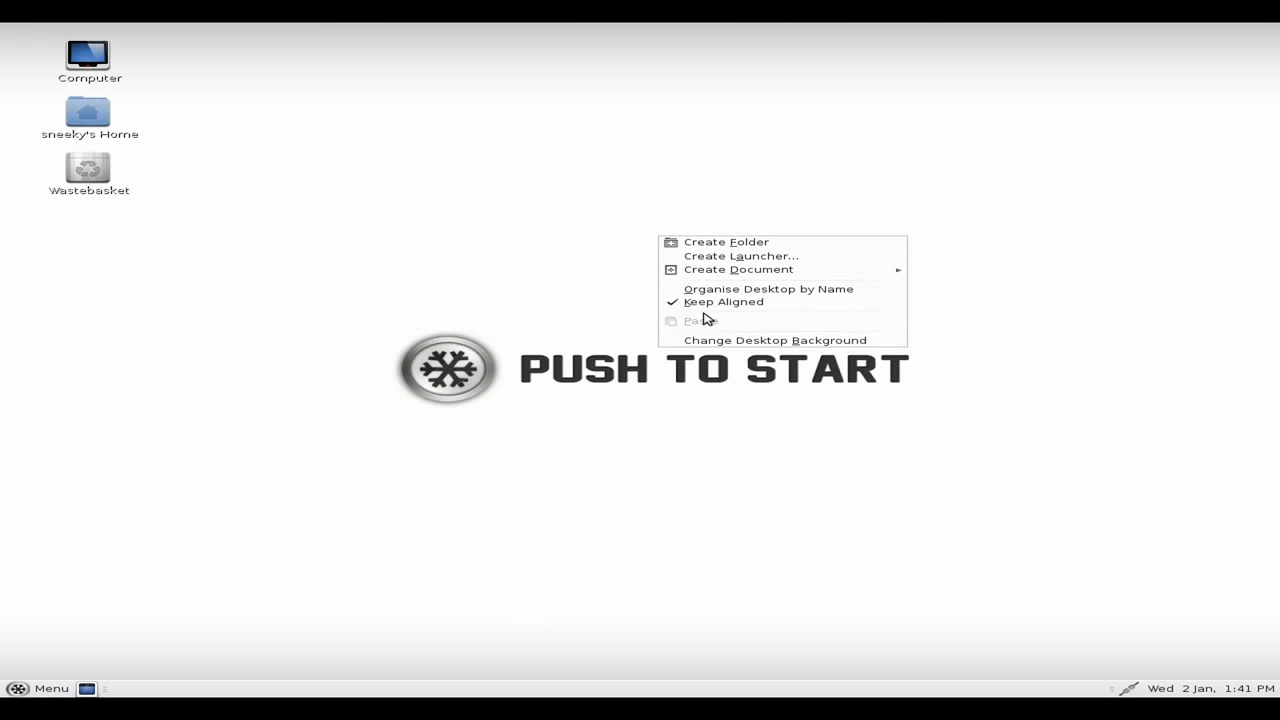 Computer
sneeky's Home
Wastebasket
Create Folder
Create Launcher...
Create Document
Organise Desktop by Name
Keep Aligned
Change Desktop Background
PUSH TO START
Menu
Wed 2 Jan, 1:41 PM